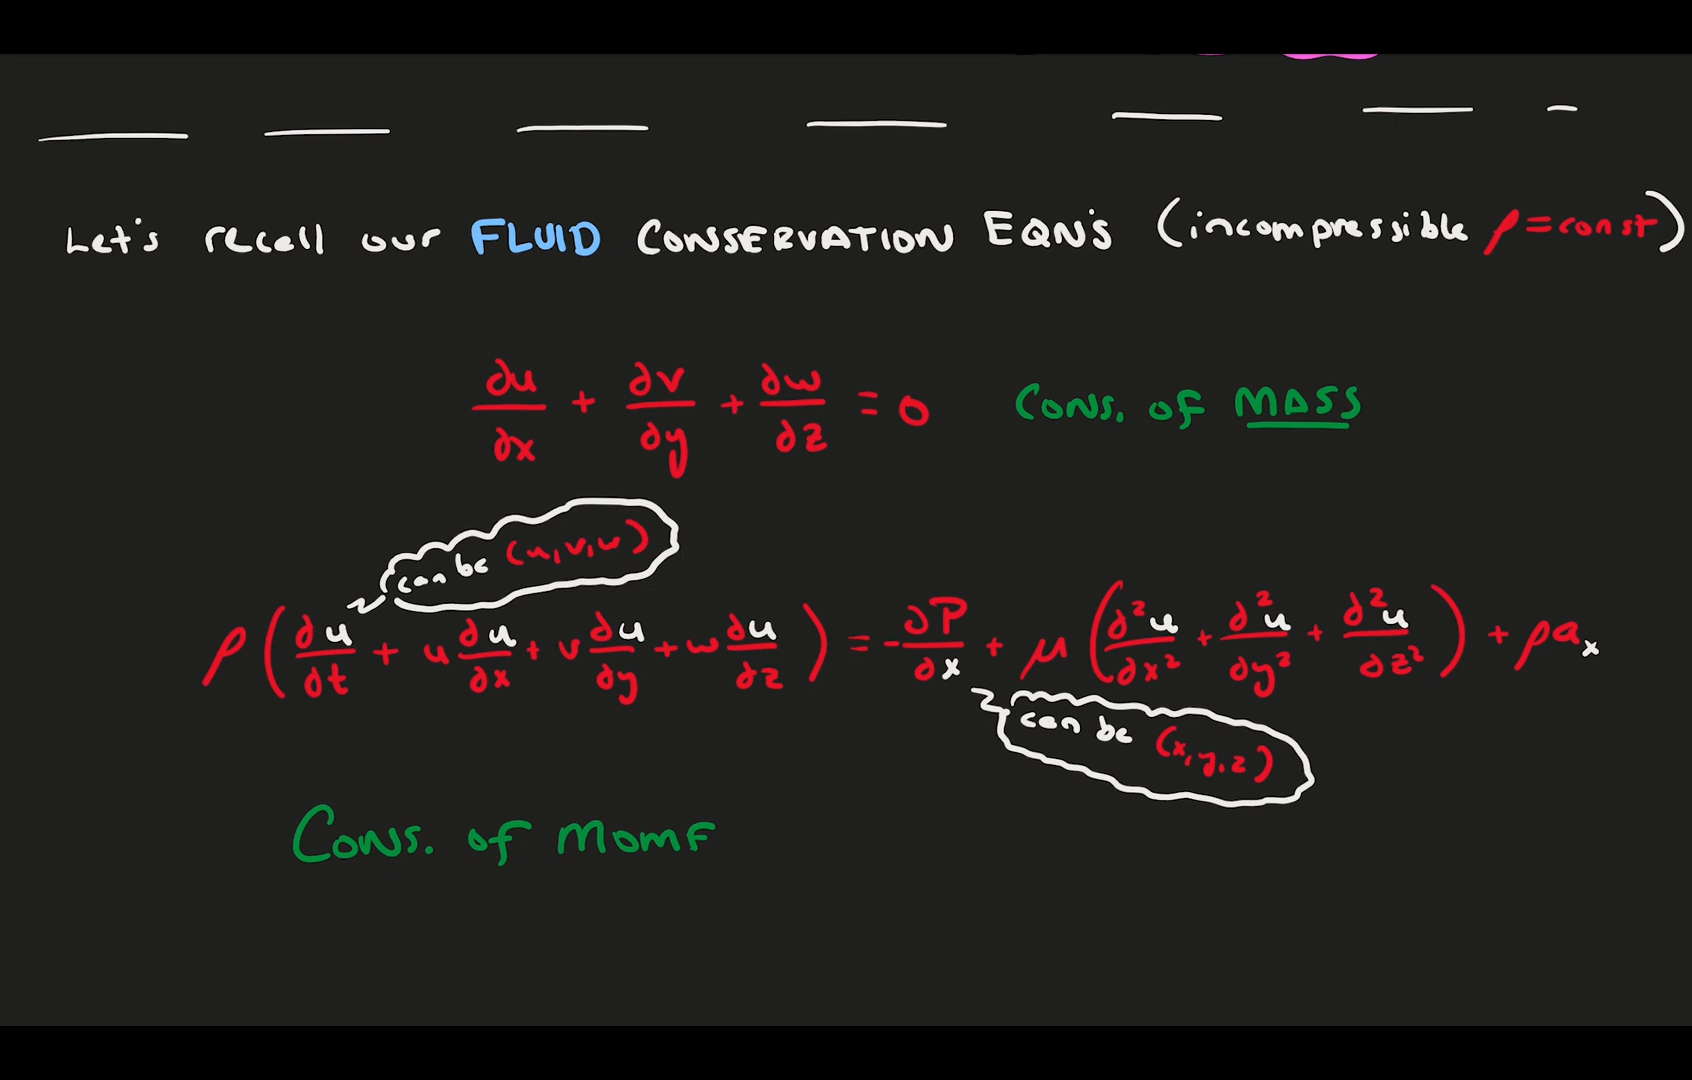 Let's recall our FLUID CONSERVATION EQN'S (incompressible ρ = const)
∂u/∂x + ∂v/∂y + ∂w/∂z = 0 CONS. OF MASS
can be (u,v,w)
ρ(∂u/∂t + u ∂u/∂x + v ∂u/∂y + w ∂u/∂z) = -∂P/∂x + μ(∂²u/∂x² + ∂²u/∂y² + ∂²u/∂z²) + ρaₓ
can be (x,y,z)
CONS. OF MOMF